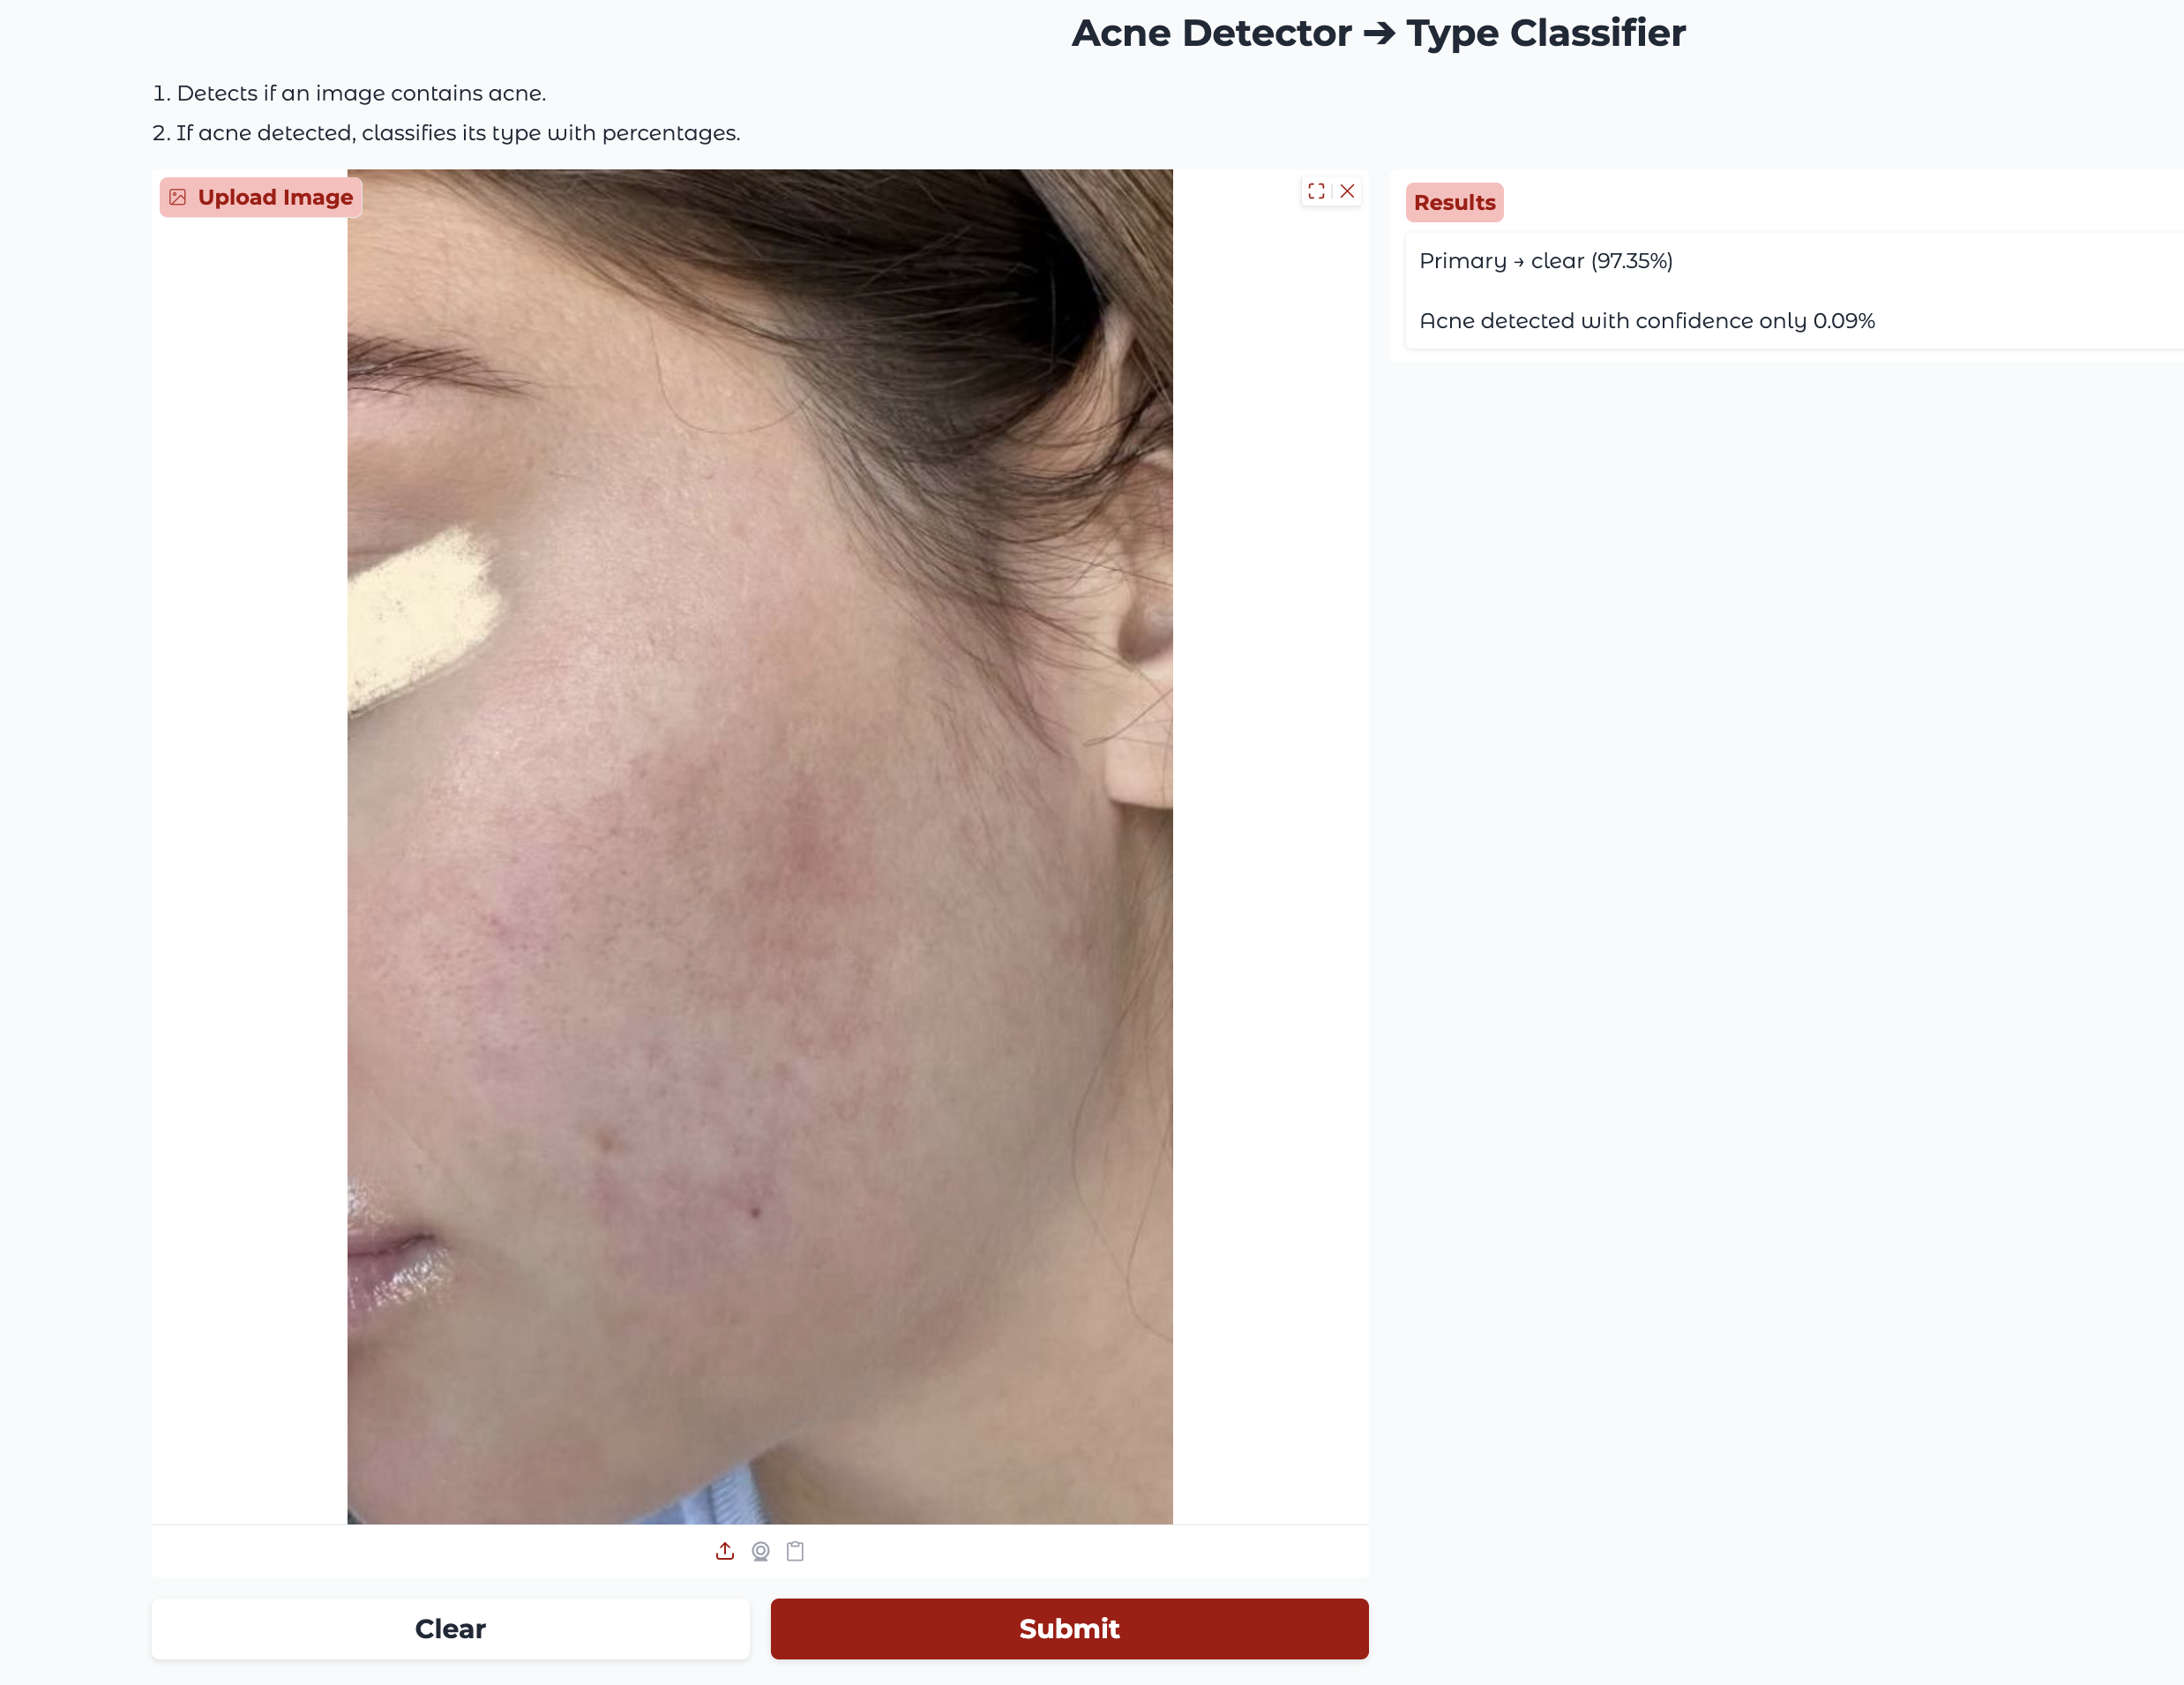 Acne Detector ➔ Type Classifier
1. Detects if an image contains acne.
2. If acne detected, classifies its type with percentages.
Upload Image
Results
Primary → clear (97.35%)
Acne detected with confidence only 0.09%
Clear
Submit